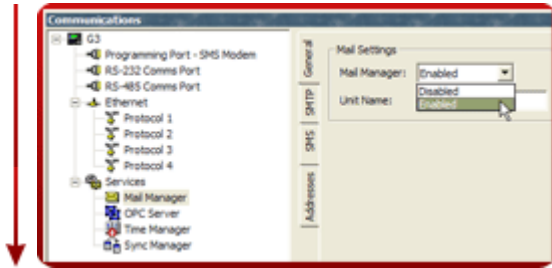 Communications
G3
Programming Port - SMS Modem
RS-232 Comms Port
RS-485 Comms Port
Ethernet
Protocol 1
Protocol 2
Protocol 3
Protocol 4
Services
Mail Manager
OPC Server
Time Manager
Sync Manager
General
SMTP
SMS
Addresses
Mail Settings
Mail Manager: Enabled
Disabled
Enabled
Unit Name: